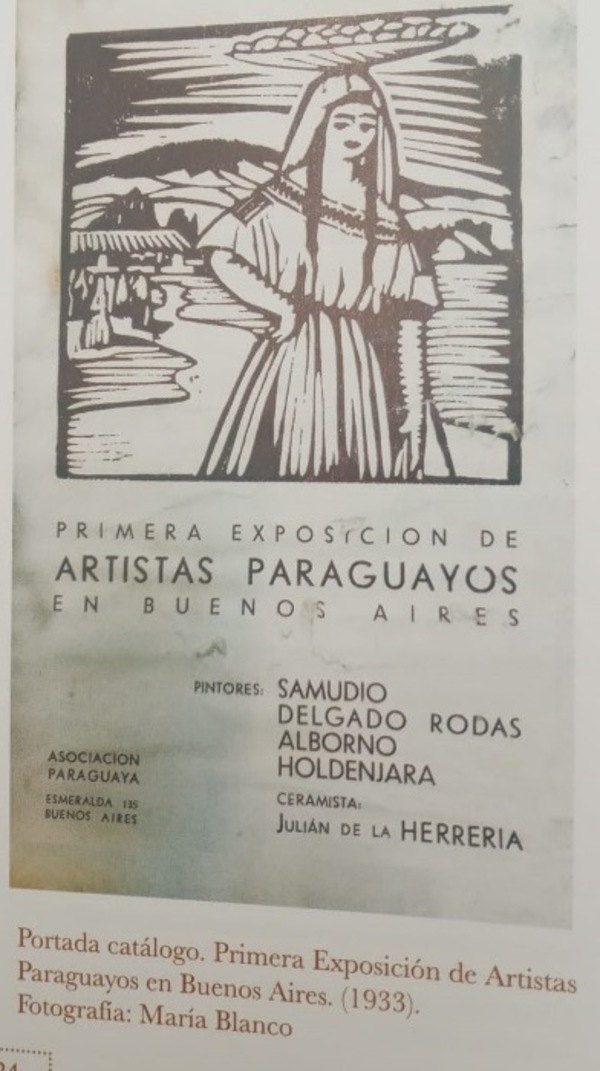 PRIMERA EXPOSICION DE
ARTISTAS PARAGUAYOS
EN BUENOS AIRES
PINTORES: SAMUDIO
DELGADO RODAS
ALBORNO
HOLDENJARA
ASOCIACION
PARAGUAYA
ESMERALDA 135
BUENOS AIRES
CERAMISTA:
JULIÁN DE LA HERRERIA
Portada catálogo. Primera Exposición de Artistas
Paraguayos en Buenos Aires. (1933).
Fotografía: María Blanco